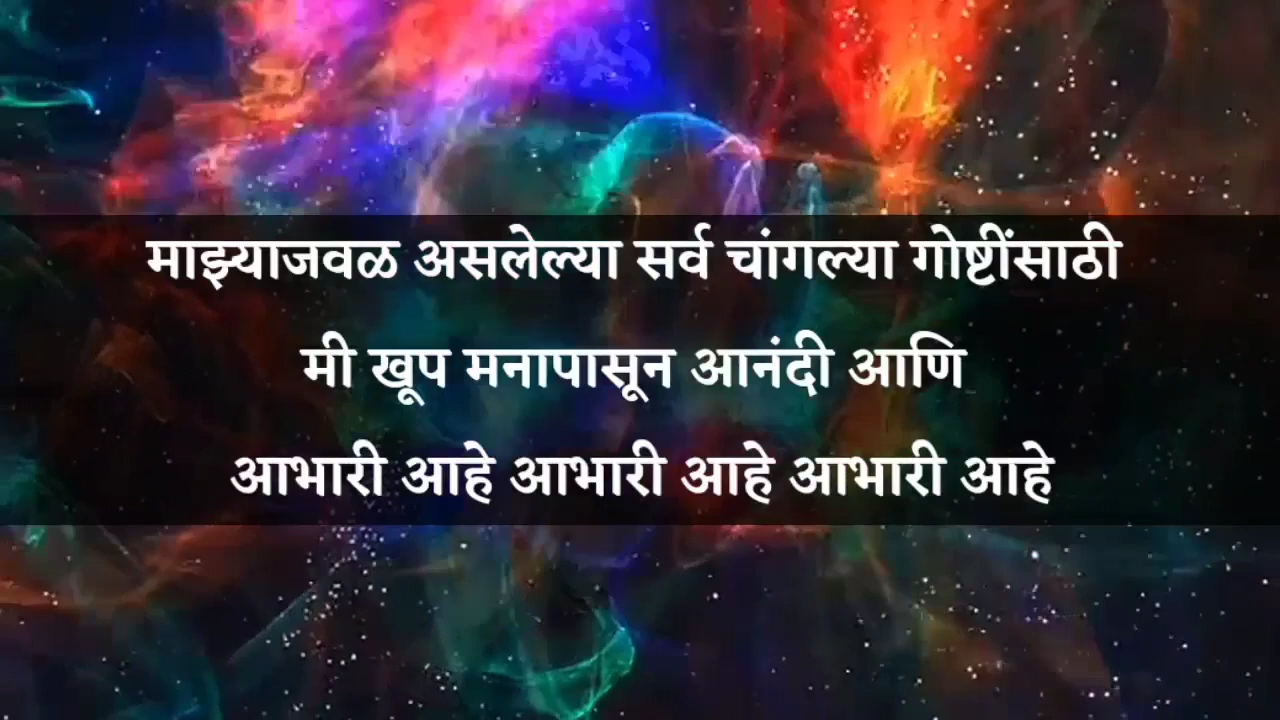 माझ्याजवळ असलेल्या सर्व चांगल्या गोष्टींसाठी
मी खूप मनापासून आनंदी आणि
आभारी आहे आभारी आहे आभारी आहे